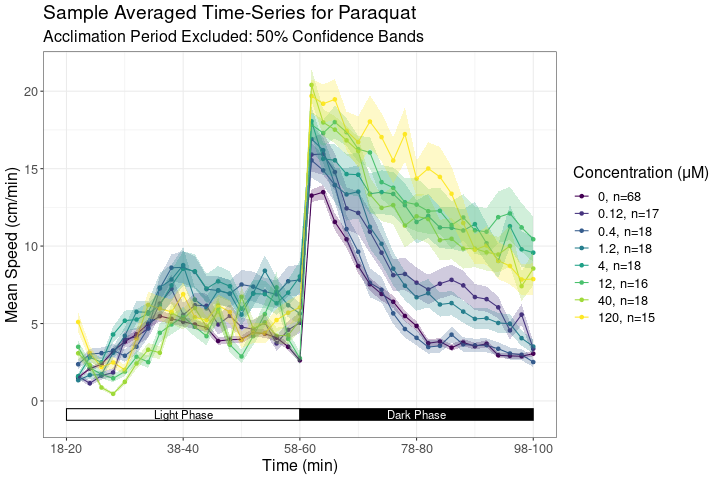 Sample Averaged Time-Series for Paraquat
Acclimation Period Excluded: 50% Confidence Bands
Mean Speed (cm/min)
20
15
10
5
0
Light Phase
Dark Phase
18-20
38-40
58-60
78-80
98-100
Time (min)
Concentration (μM)
0, n=68
0.12, n=17
0.4, n=18
1.2, n=18
4, n=18
12, n=16
40, n=18
120, n=15